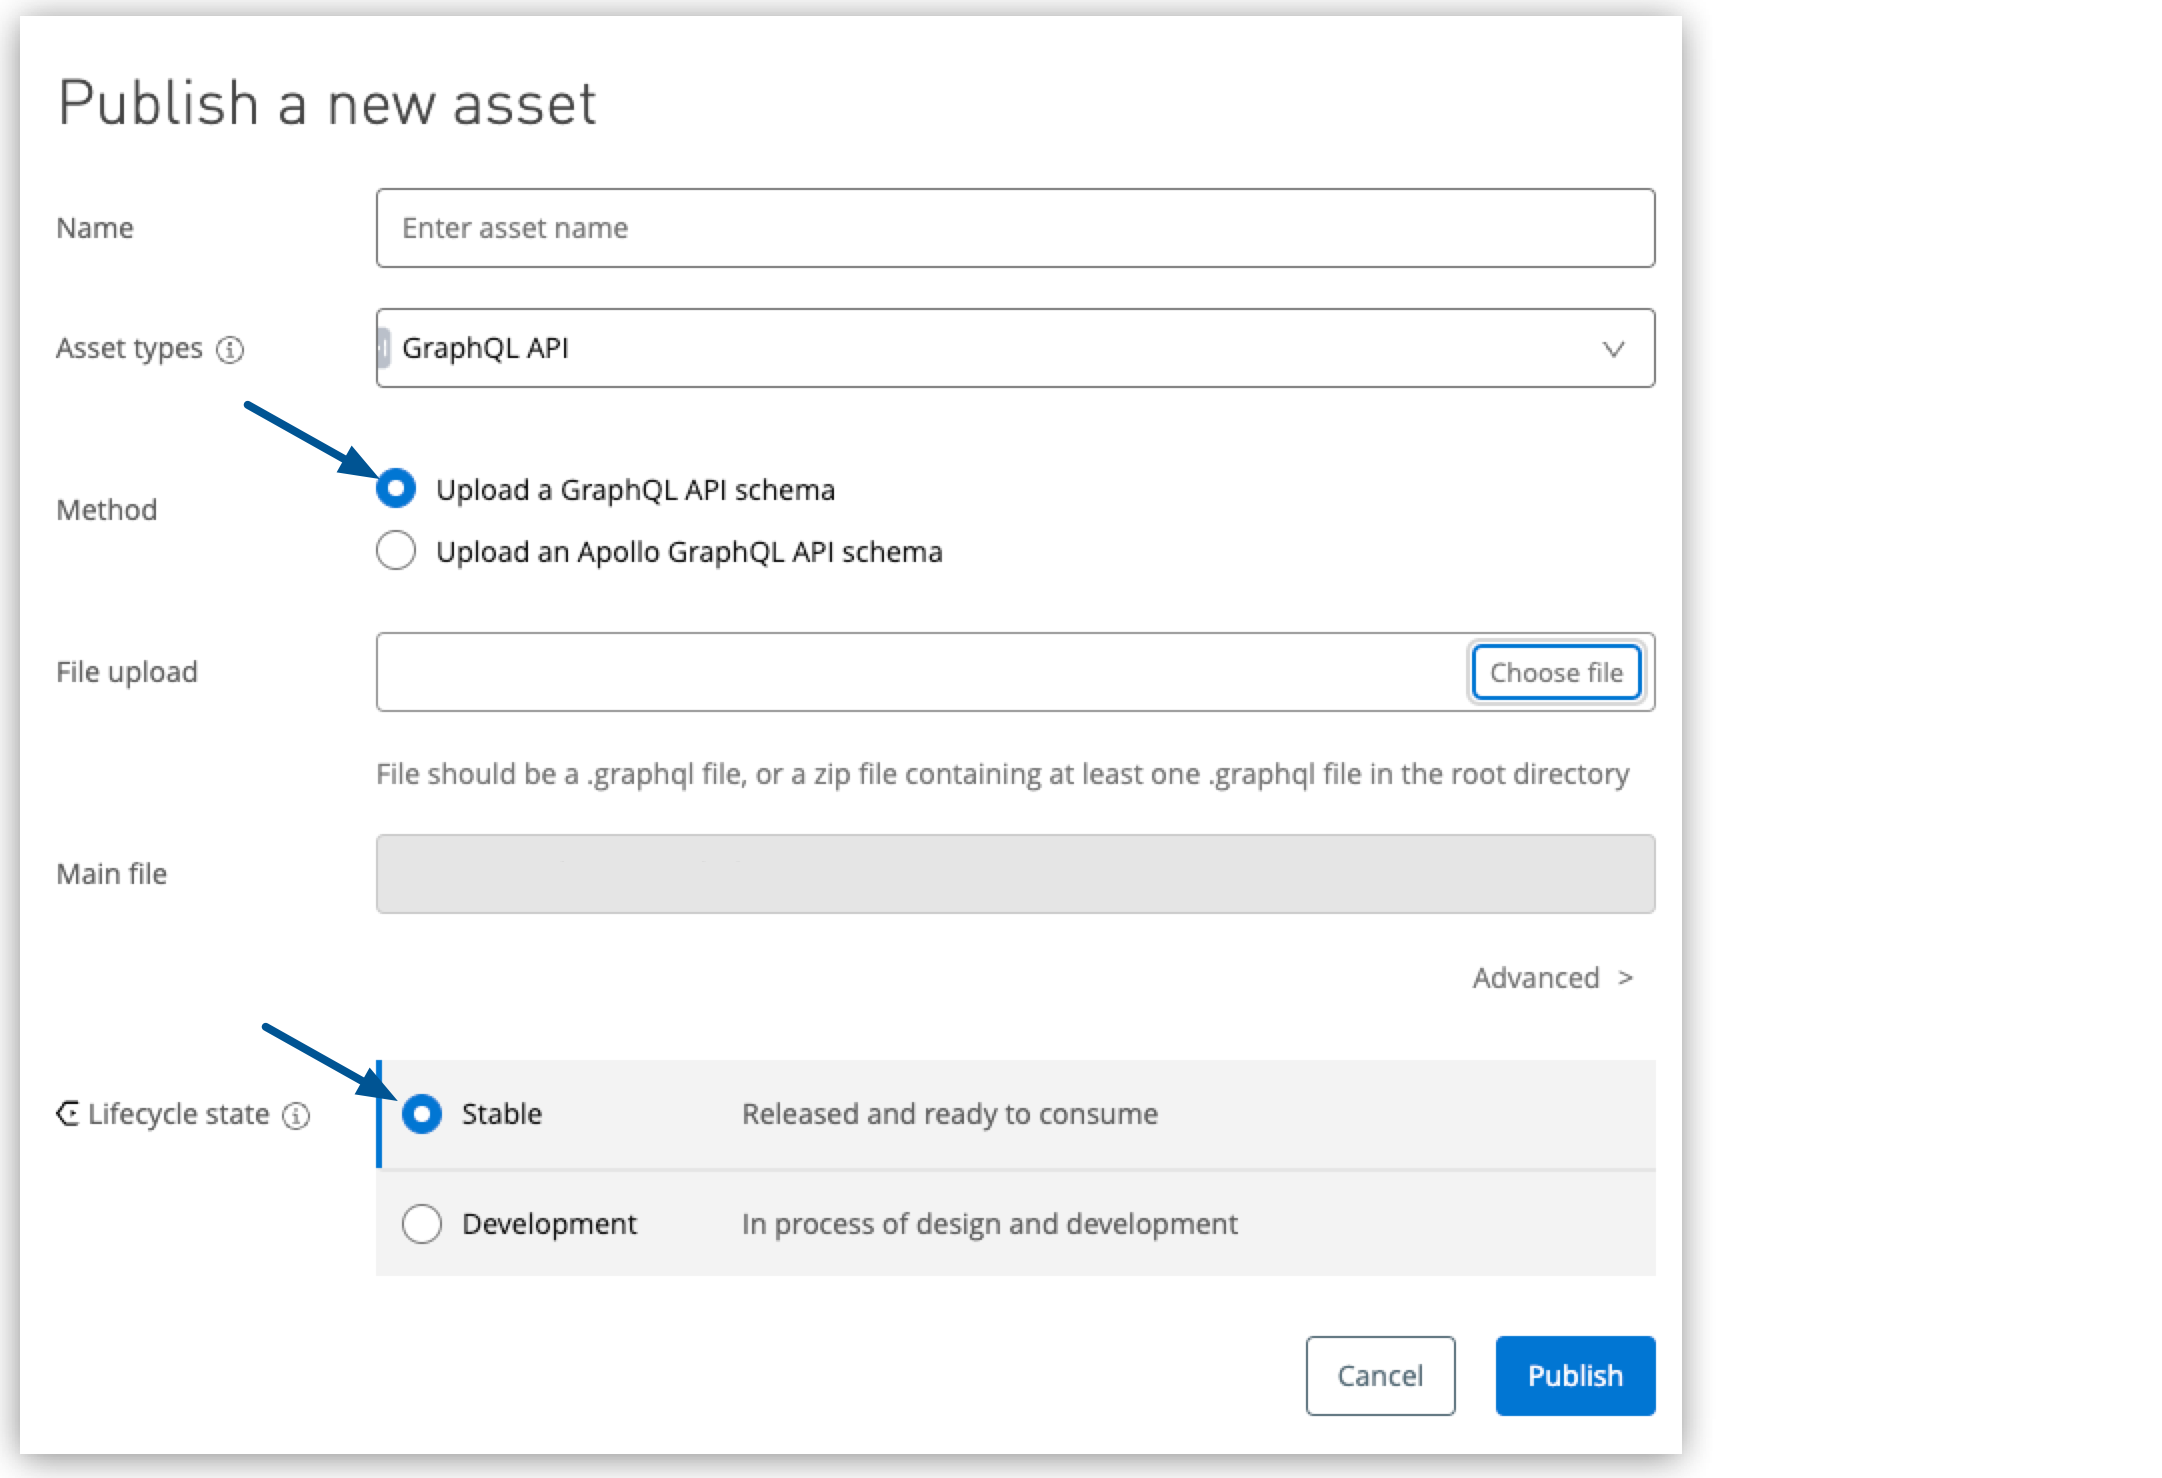 Publish a new asset
Name
Enter asset name
Asset types
GraphQL API
Method
Upload a GraphQL API schema
Upload an Apollo GraphQL API schema
File upload
Choose file
File should be a .graphql file, or a zip file containing at least one .graphql file in the root directory
Main file
Advanced >
Lifecycle state
Stable
Released and ready to consume
Development
In process of design and development
Cancel
Publish